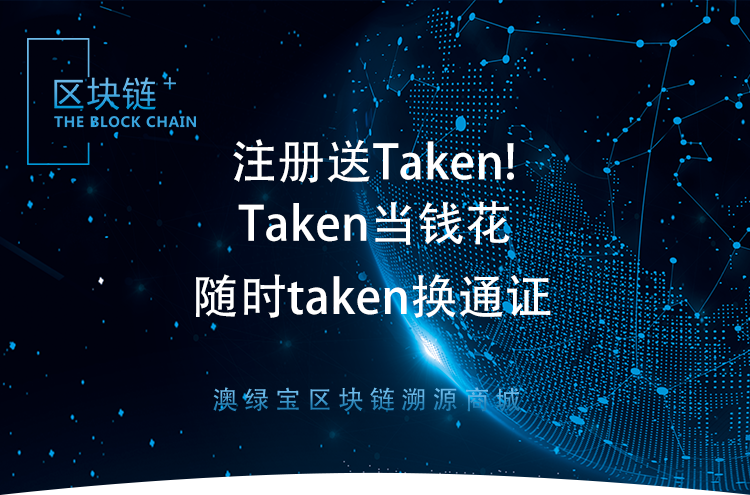 区块链+
THE BLOCK CHAIN
注册送Taken!
Taken当钱花
随时taken换通证
澳绿宝区块链溯源商城